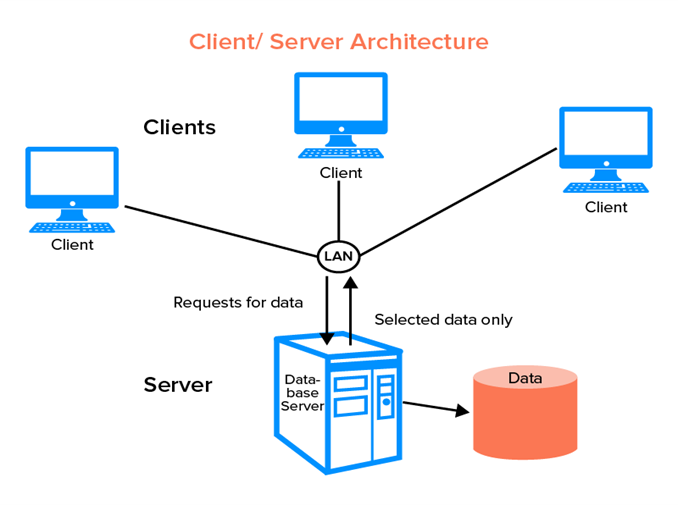 Client/ Server Architecture
Clients
Client
Client
Client
LAN
Requests for data
Selected data only
Server
Data-
base
Server
Data